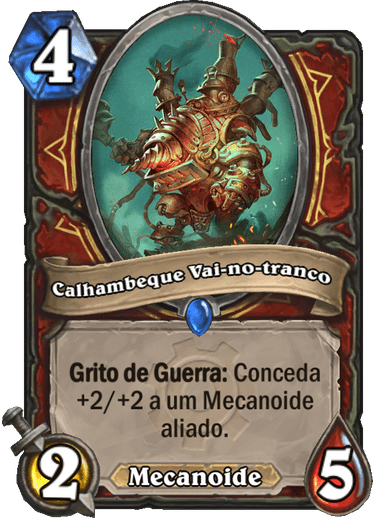 4
Calhambeque Vai-no-tranco
Grito de Guerra: Conceda
+2/+2 a um Mecanoide
aliado.
2
Mecanoide
5